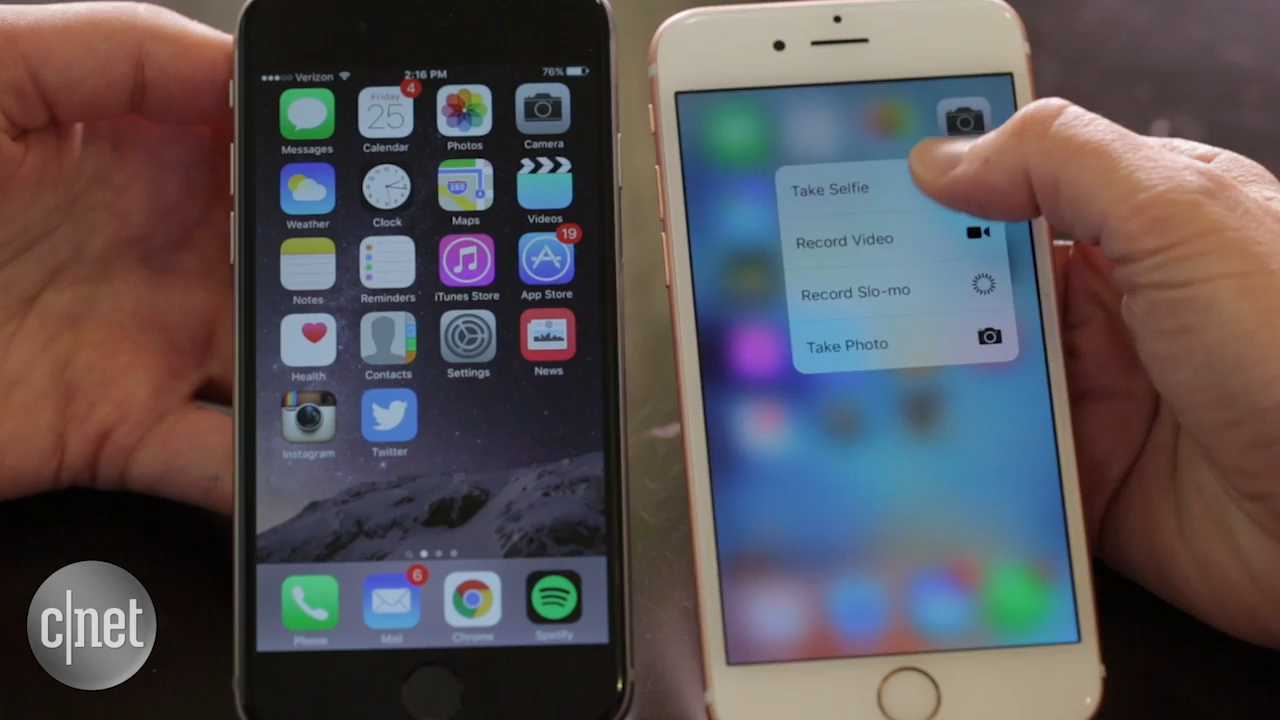 Verizon 2:16 PM 76%
Friday 4
25
Messages Calendar Photos Camera
280
Weather Clock Maps Videos
19
Notes Reminders iTunes Store App Store
Health Contacts Settings News
Instagram Twitter
6
Phone Mail Chrome Spotify
Take Selfie
Record Video
Record Slo-mo
Take Photo
c|net